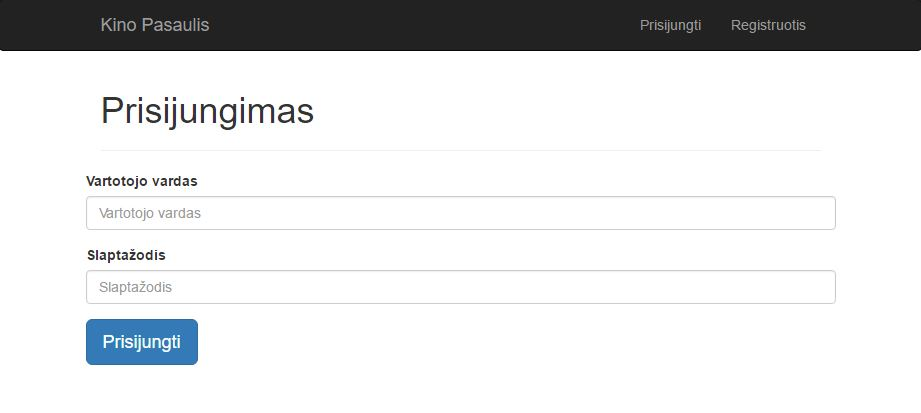 Kino Pasaulis Prisijungti Registruotis
Prisijungimas
Vartotojo vardas
Vartotojo vardas
Slaptažodis
Slaptažodis
Prisijungti